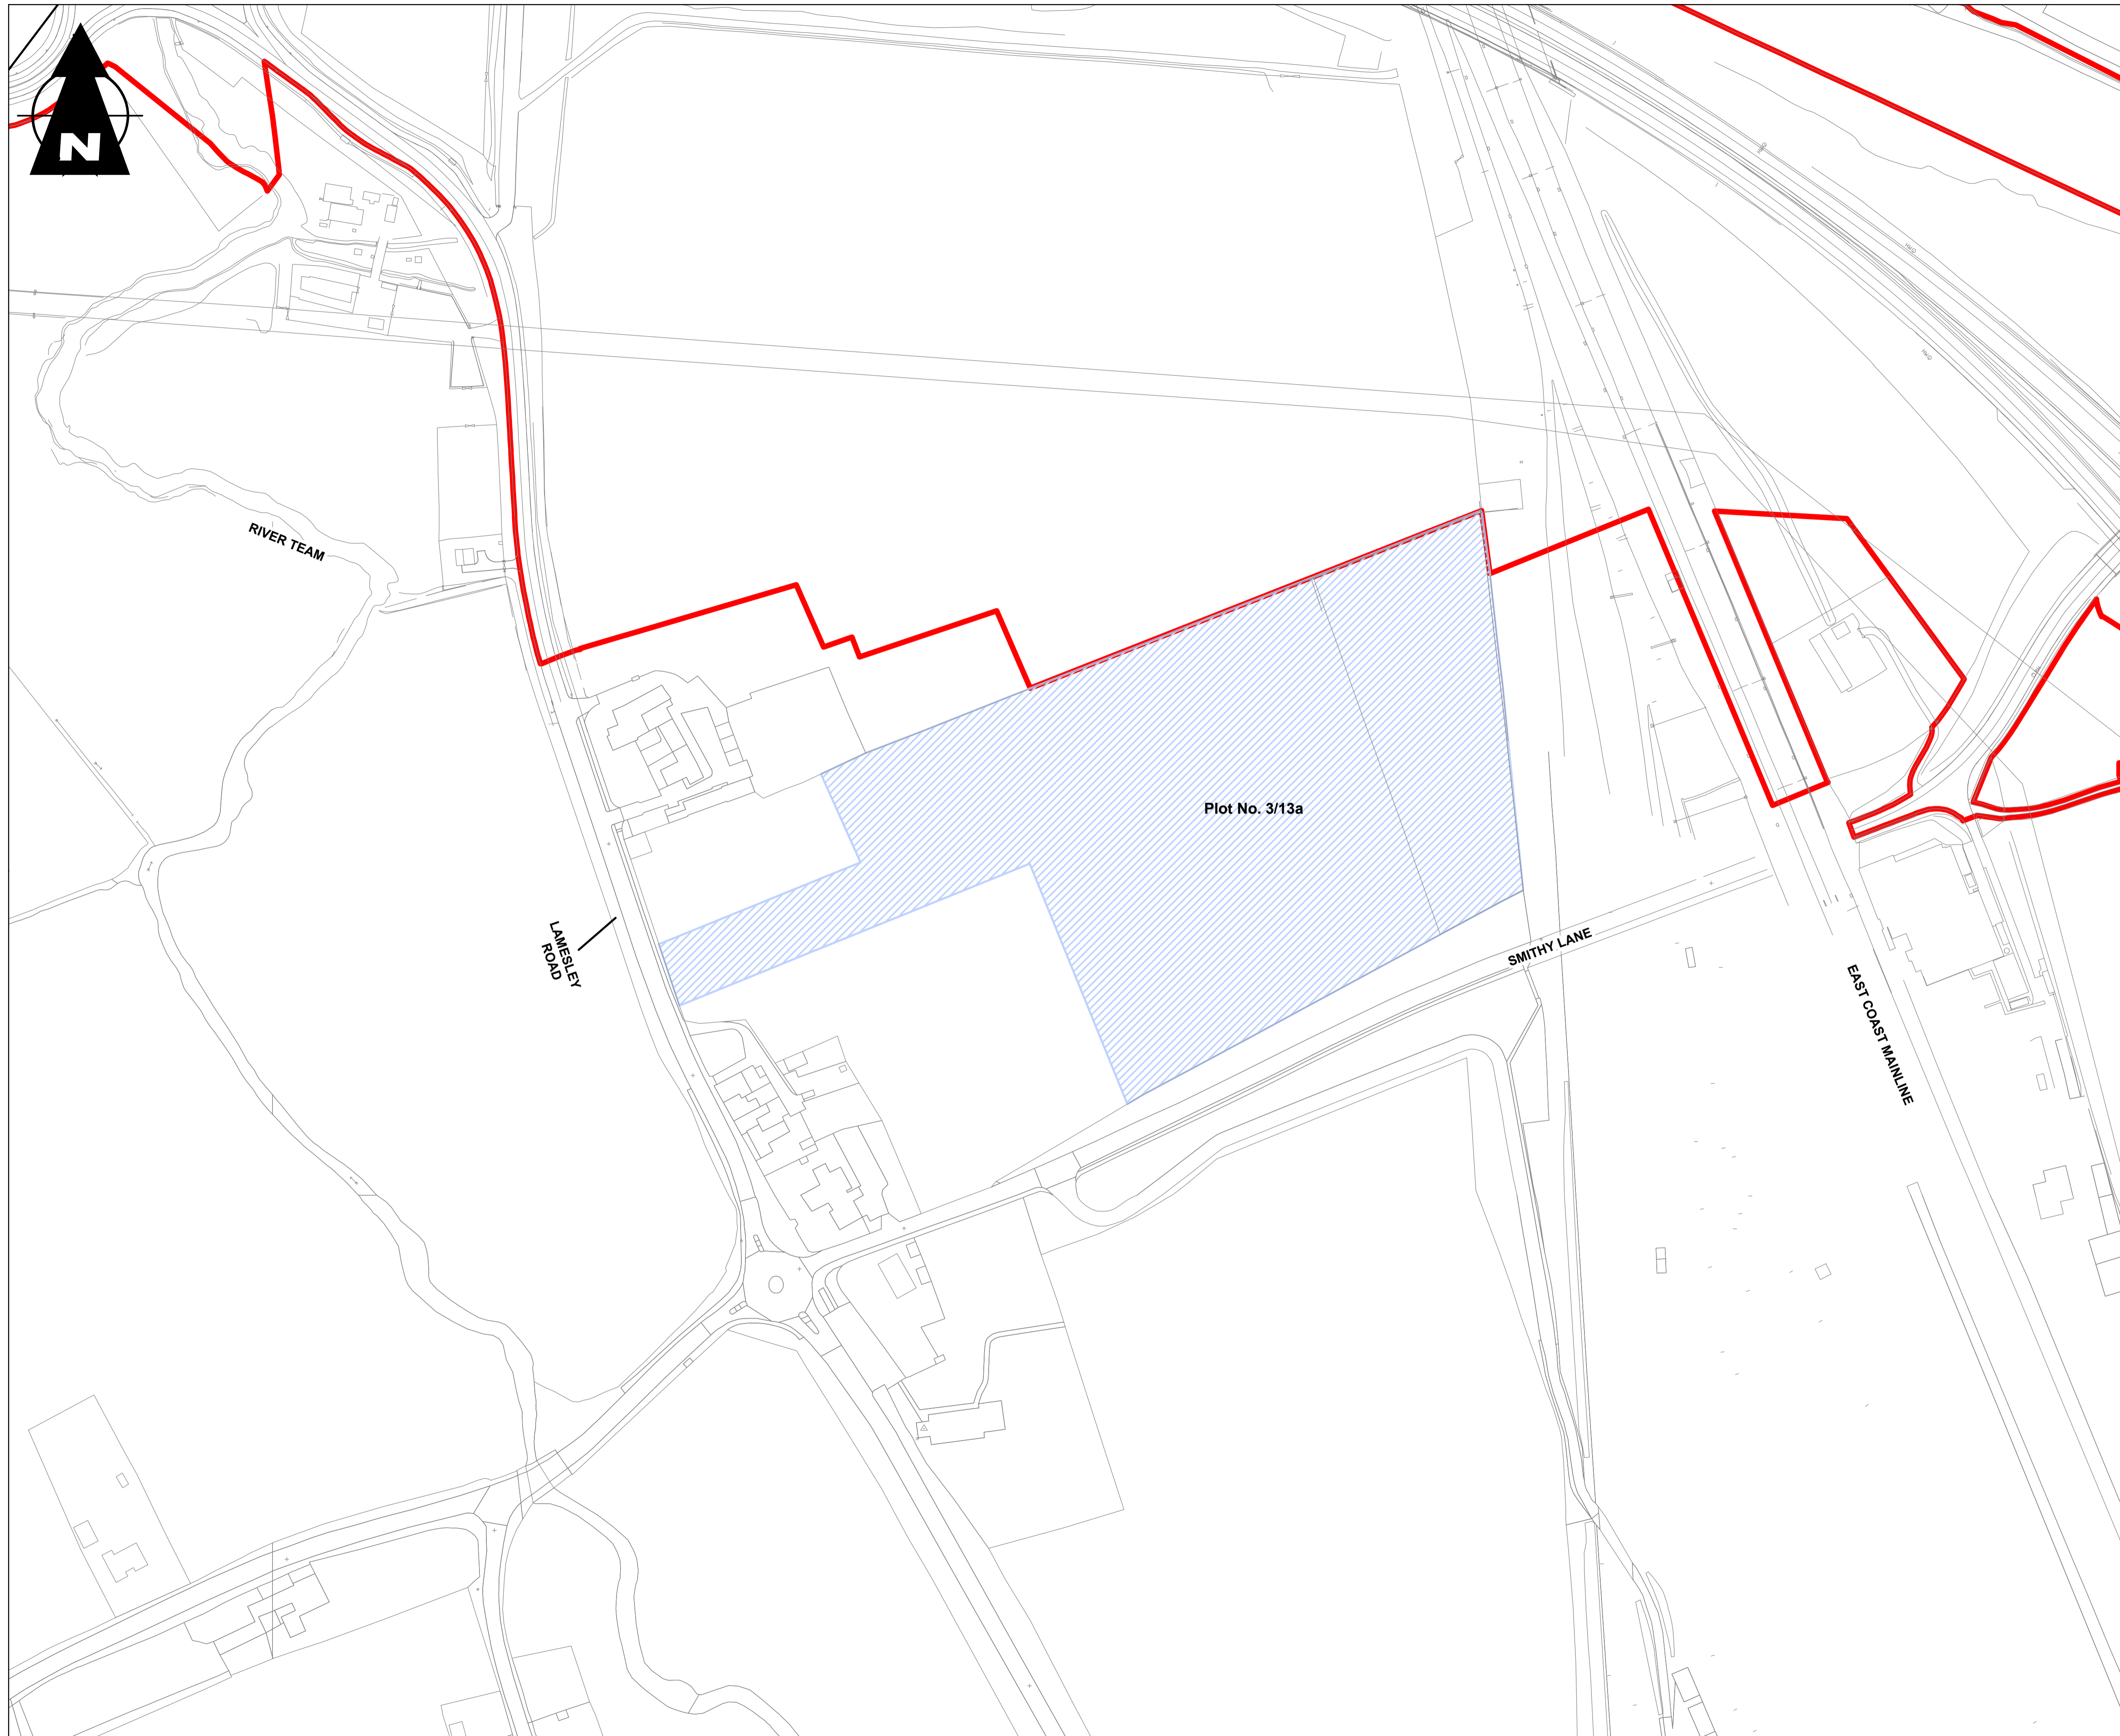 N
RIVER TEAM
Plot No. 3/13a
LAMESLEY
ROAD
SMITHY LANE
EAST COAST MAINLINE